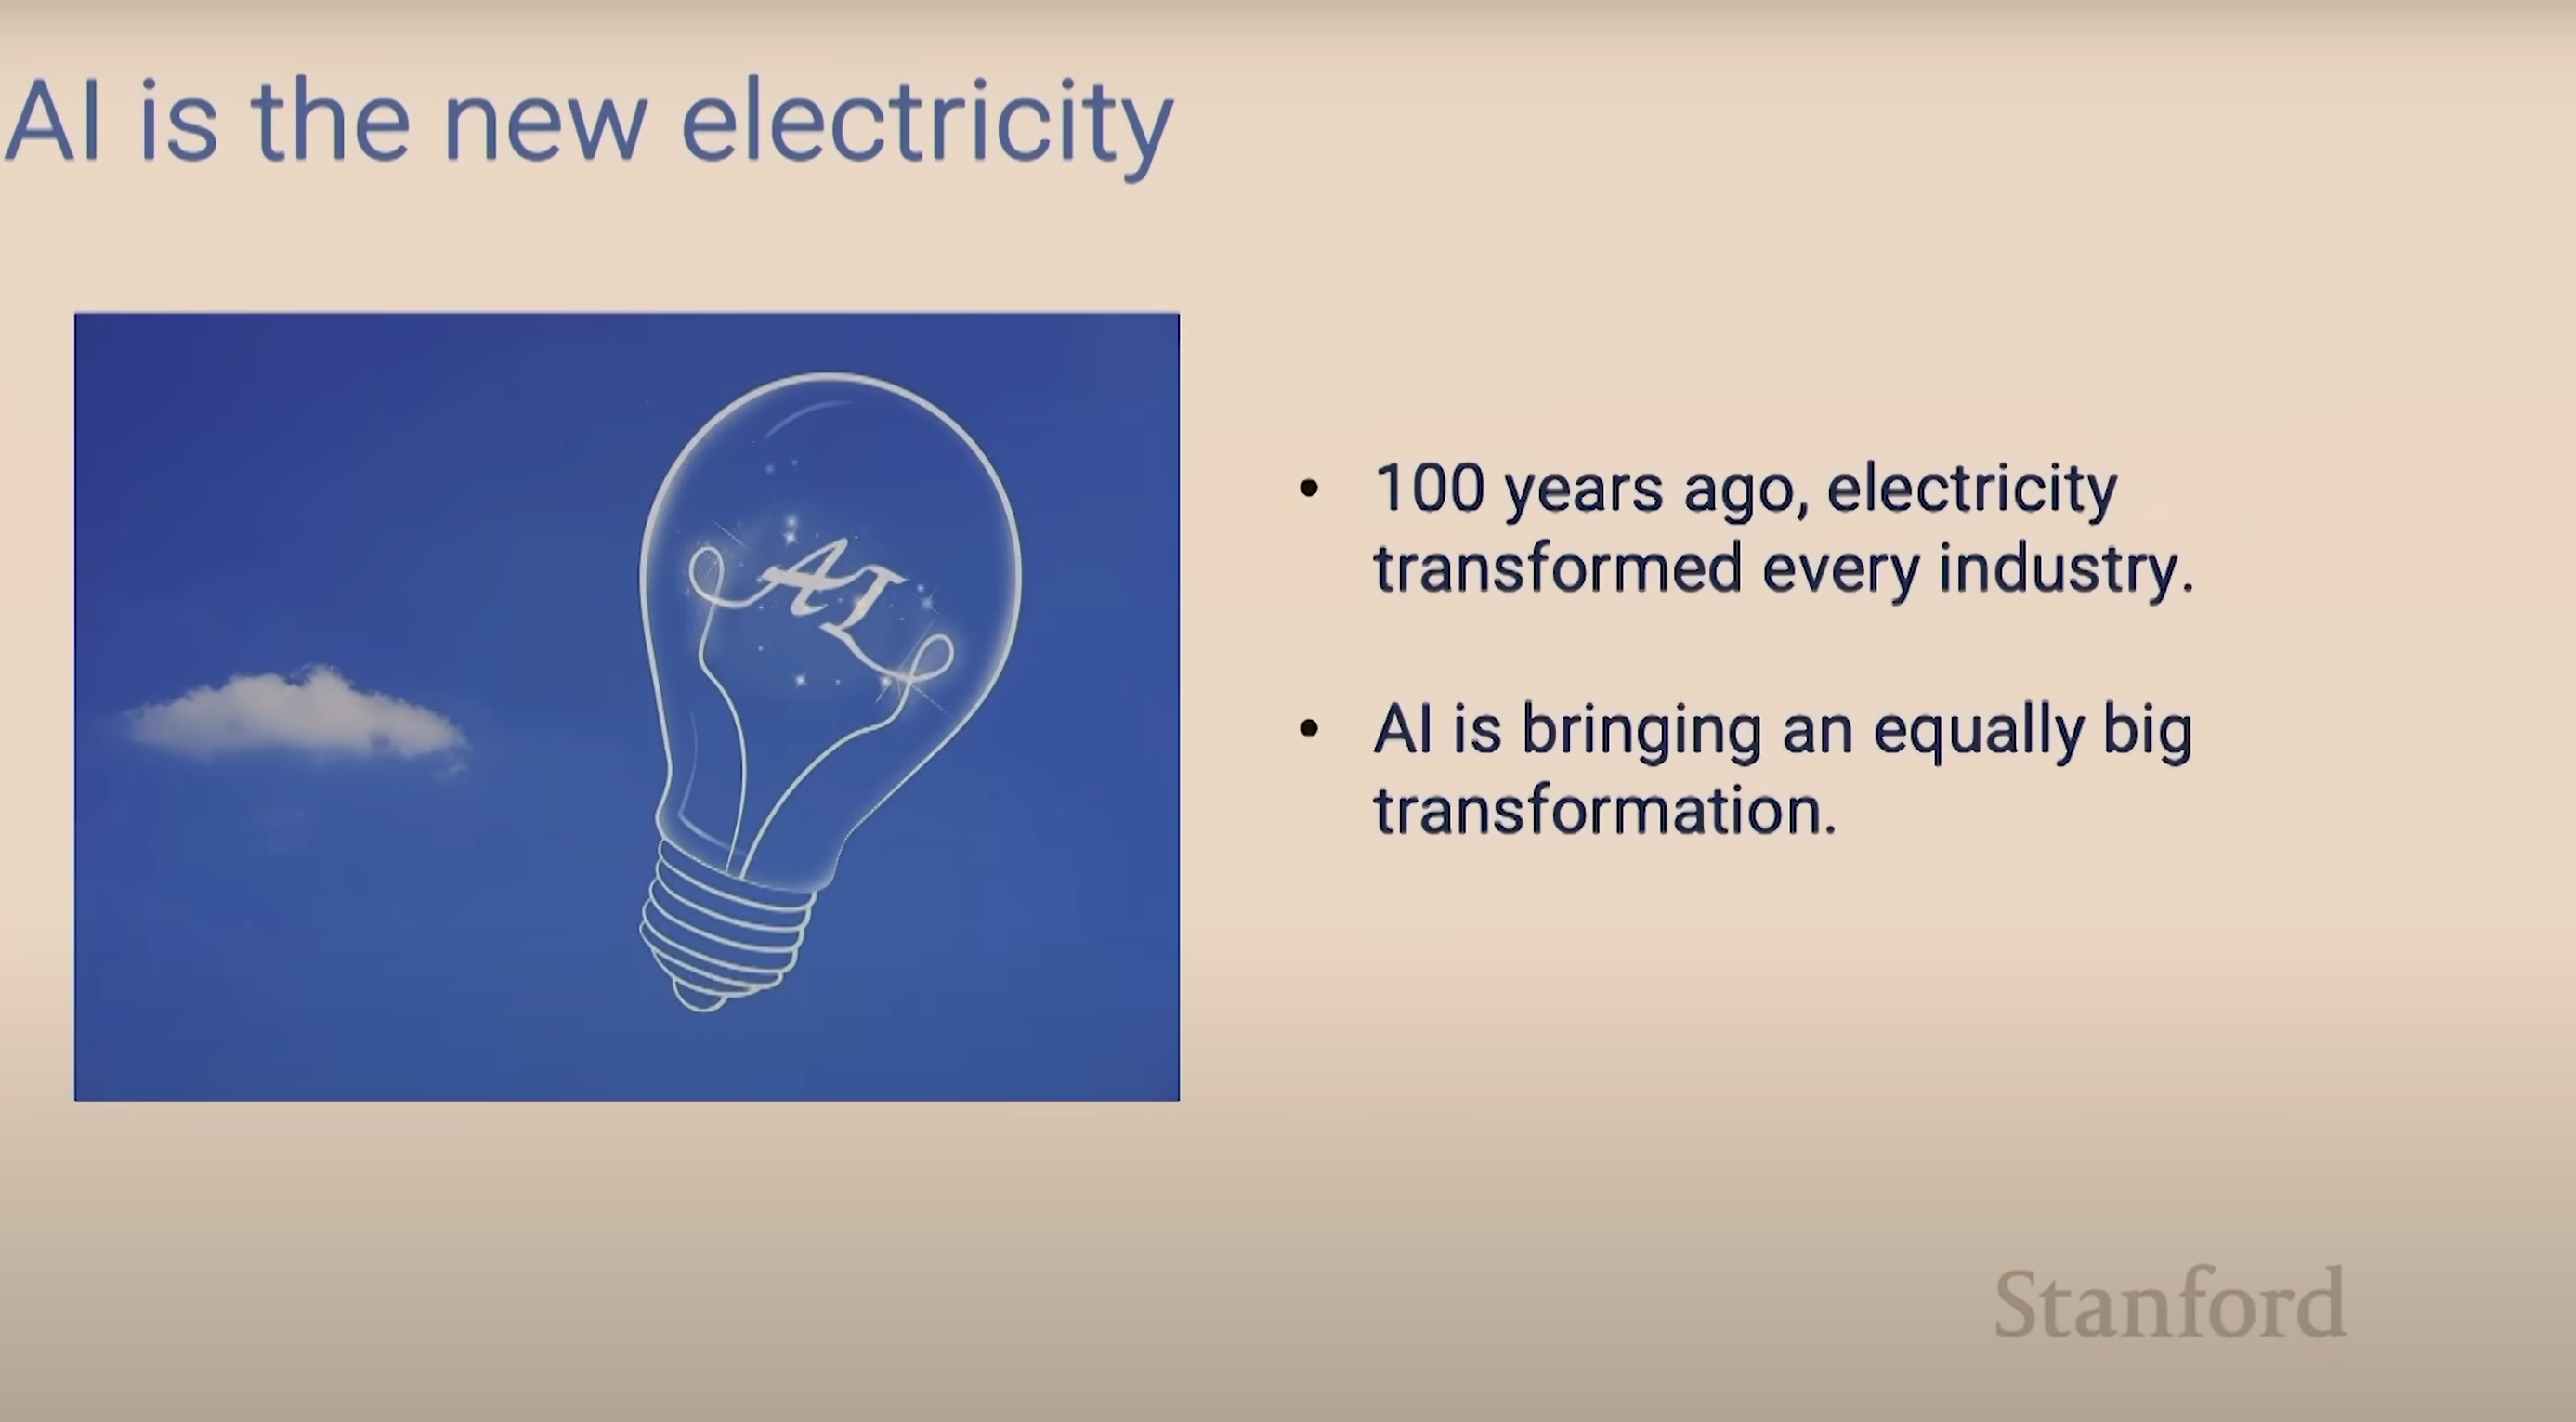 AI is the new electricity
AI
100 years ago, electricity
transformed every industry.
AI is bringing an equally big
transformation.
Stanford